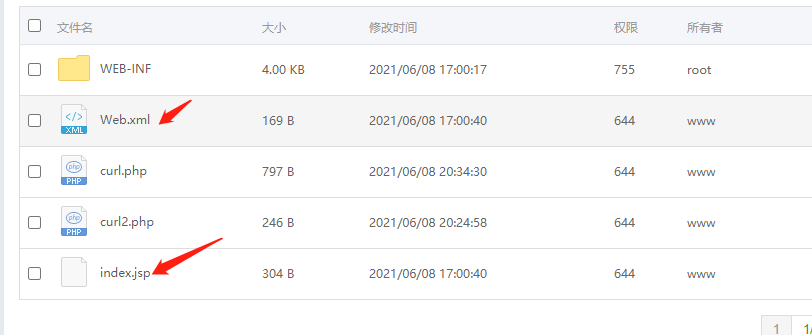 文件名 大小 修改时间 权限 所有者
WEB-INF 4.00 KB 2021/06/08 17:00:17 755 root
</> XML Web.xml 169 B 2021/06/08 17:00:40 644 www
php PHP curl.php 797 B 2021/06/08 20:34:30 644 www
php PHP curl2.php 246 B 2021/06/08 20:24:58 644 www
index.jsp 304 B 2021/06/08 17:00:40 644 www
1